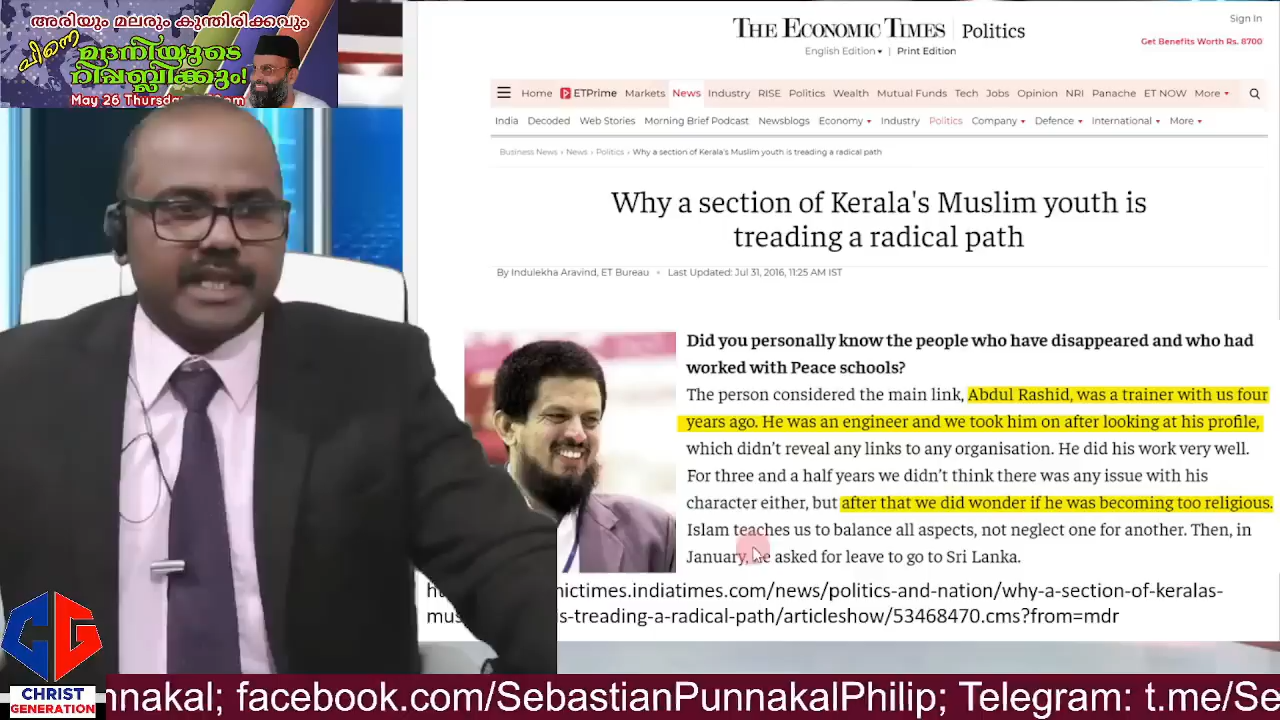 അരിയും മലരും കുന്തിരിക്കവും
പിന്നെ
മദനിയുടെ
റിപ്പബ്ലിക്കും!
May 26 Thursda
THE ECONOMIC TIMES | Politics
Sign In
English Edition ▾ | Print Edition
Get Benefits Worth Rs. 8700
Home ETPrime Markets News Industry RISE Politics Wealth Mutual Funds Tech Jobs Opinion NRI Panache ET NOW More ▾
India Decoded Web Stories Morning Brief Podcast Newsblogs Economy ▾ Industry Politics Company ▾ Defence ▾ International ▾ More ▾
Business News › News › Politics › Why a section of Kerala's Muslim youth is treading a radical path
Why a section of Kerala's Muslim youth is
treading a radical path
By Indulekha Aravind, ET Bureau • Last Updated: Jul 31, 2016, 11:25 AM IST
Did you personally know the people who have disappeared and who had
worked with Peace schools?
The person considered the main link, Abdul Rashid, was a trainer with us four
years ago. He was an engineer and we took him on after looking at his profile,
which didn't reveal any links to any organisation. He did his work very well.
For three and a half years we didn't think there was any issue with his
character either, but after that we did wonder if he was becoming too religious.
Islam teaches us to balance all aspects, not neglect one for another. Then, in
January, he asked for leave to go to Sri Lanka.
ictimes.indiatimes.com/news/politics-and-nation/why-a-section-of-keralas-
mus s-treading-a-radical-path/articleshow/53468470.cms?from=mdr
CG
CHRIST
GENERATION
nnakal; facebook.com/SebastianPunnakalPhilip; Telegram: t.me/Se